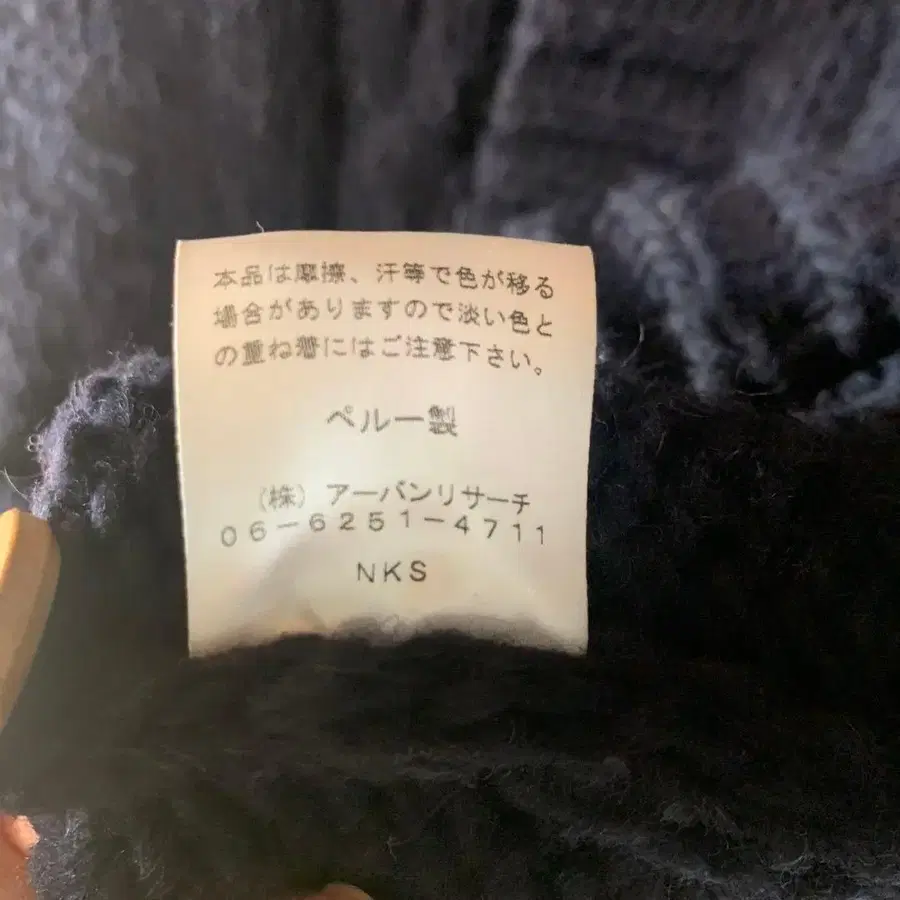 本品は摩擦、汗等で色が移る
場合がありますので淡い色と
の重ね着にはご注意下さい。
ペルー製
（株）アーバンリサーチ
０６－６２５１－４７１１
ＮＫＳ